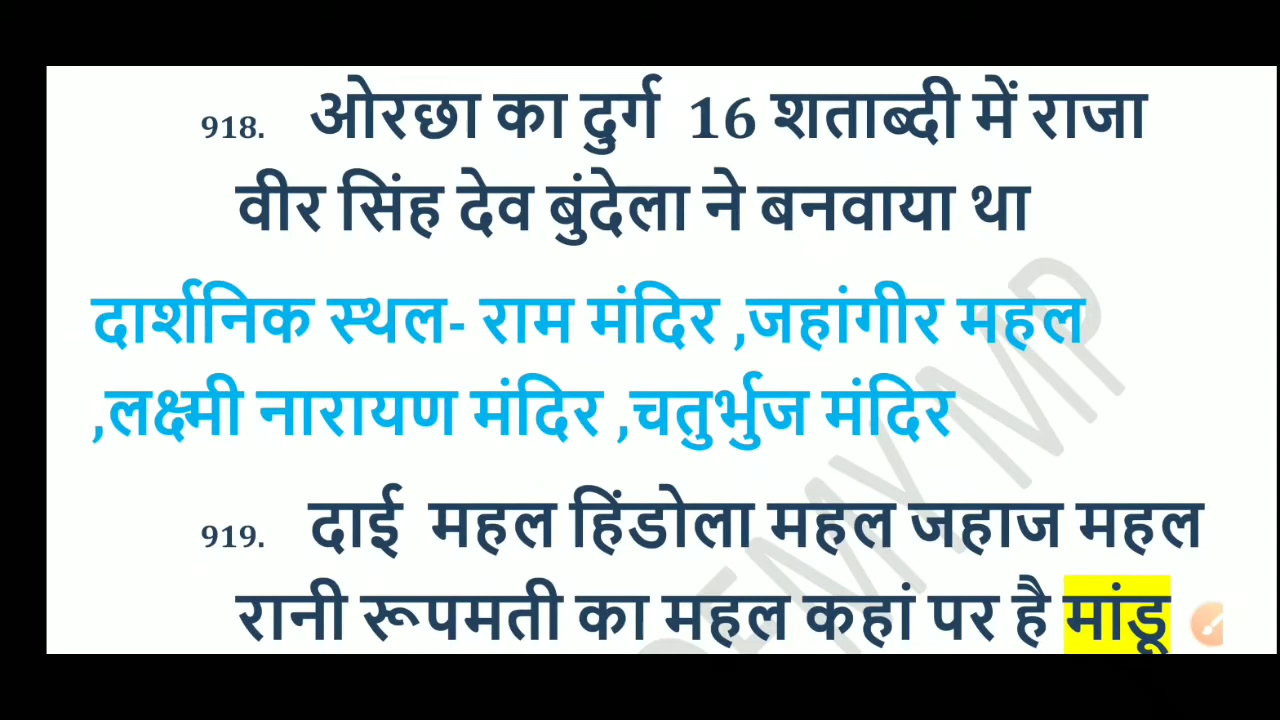 918. ओरछा का दुर्ग 16 शताब्दी में राजा
वीर सिंह देव बुंदेला ने बनवाया था
दार्शनिक स्थल- राम मंदिर ,जहांगीर महल
,लक्ष्मी नारायण मंदिर ,चतुर्भुज मंदिर
919. दाई महल हिंडोला महल जहाज महल
रानी रूपमती का महल कहां पर है मांडू